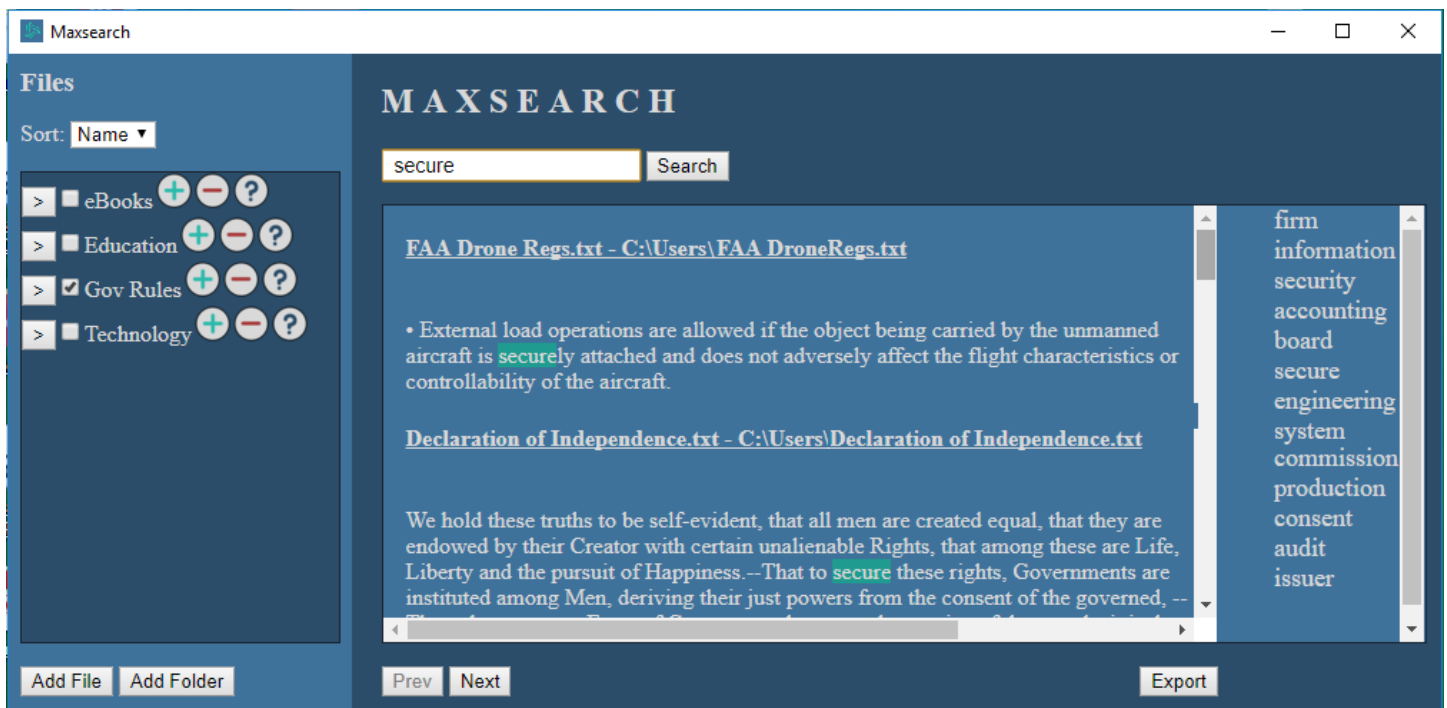 Maxsearch
Files
Sort: Name
> eBooks
> Education
> Gov Rules
> Technology
Add File Add Folder
M A X S E A R C H
secure Search
FAA Drone Regs.txt - C:\Users\FAA DroneRegs.txt
• External load operations are allowed if the object being carried by the unmanned
aircraft is securely attached and does not adversely affect the flight characteristics or
controllability of the aircraft.
Declaration of Independence.txt - C:\Users\Declaration of Independence.txt
We hold these truths to be self-evident, that all men are created equal, that they are
endowed by their Creator with certain unalienable Rights, that among these are Life,
Liberty and the pursuit of Happiness.--That to secure these rights, Governments are
instituted among Men, deriving their just powers from the consent of the governed, --
firm
information
security
accounting
board
secure
engineering
system
commission
production
consent
audit
issuer
Prev Next Export